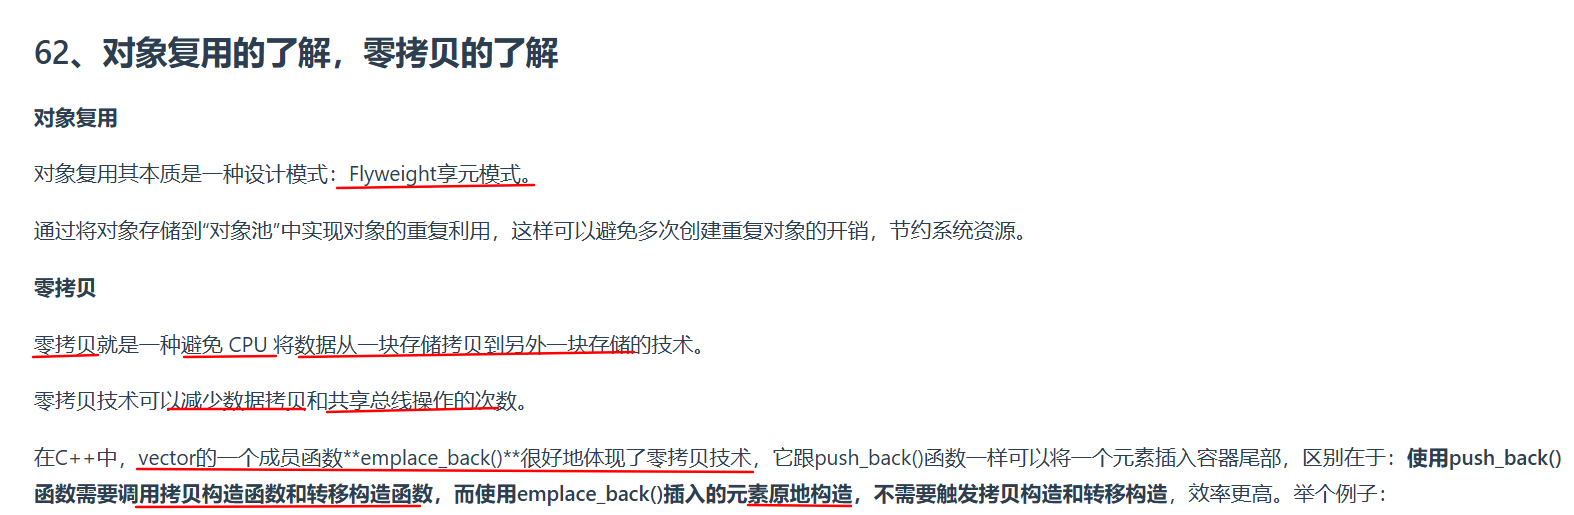 62、对象复用的了解，零拷贝的了解
对象复用
对象复用其本质是一种设计模式：Flyweight享元模式。
通过将对象存储到“对象池”中实现对象的重复利用，这样可以避免多次创建重复对象的开销，节约系统资源。
零拷贝
零拷贝就是一种避免 CPU 将数据从一块存储拷贝到另外一块存储的技术。
零拷贝技术可以减少数据拷贝和共享总线操作的次数。
在C++中，vector的一个成员函数**emplace_back()**很好地体现了零拷贝技术，它跟push_back()函数一样可以将一个元素插入容器尾部，区别在于：使用push_back()
函数需要调用拷贝构造函数和转移构造函数，而使用emplace_back()插入的元素原地构造，不需要触发拷贝构造和转移构造，效率更高。举个例子：